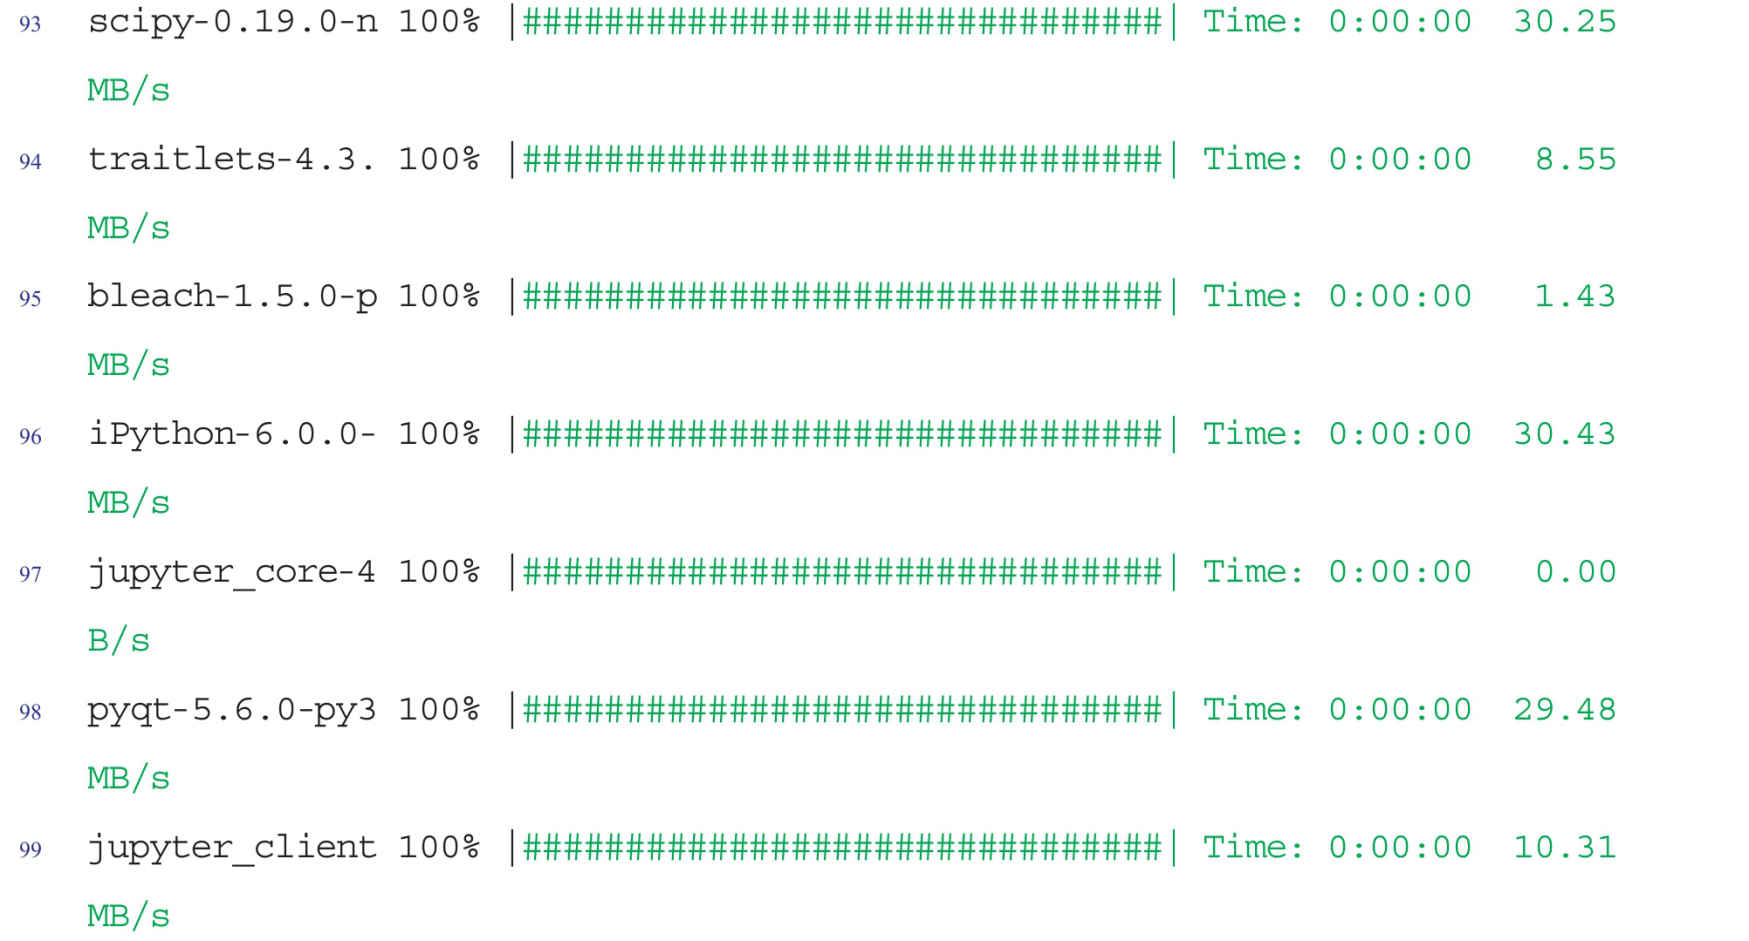 93 scipy-0.19.0-n 100% |###############################| Time: 0:00:00 30.25
MB/s
94 traitlets-4.3. 100% |###############################| Time: 0:00:00 8.55
MB/s
95 bleach-1.5.0-p 100% |###############################| Time: 0:00:00 1.43
MB/s
96 iPython-6.0.0- 100% |###############################| Time: 0:00:00 30.43
MB/s
97 jupyter_core-4 100% |###############################| Time: 0:00:00 0.00
B/s
98 pyqt-5.6.0-py3 100% |###############################| Time: 0:00:00 29.48
MB/s
99 jupyter_client 100% |###############################| Time: 0:00:00 10.31
MB/s